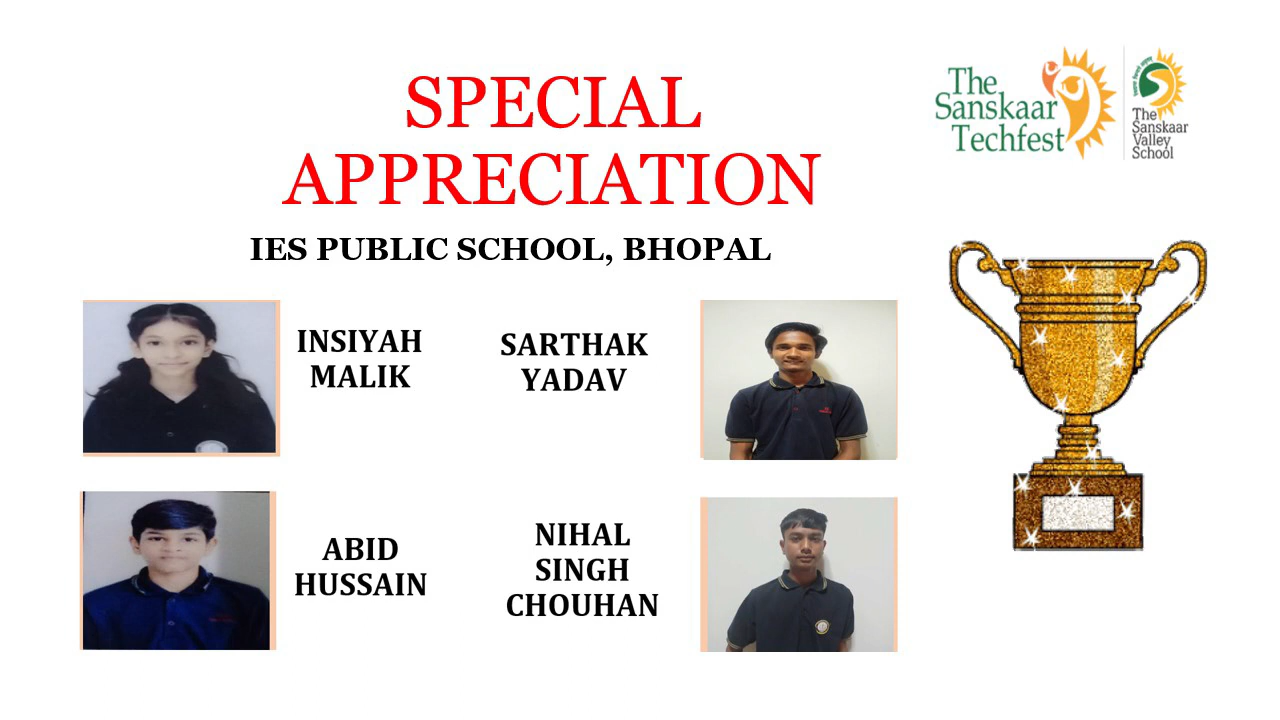 SPECIAL
APPRECIATION
The
Sanskaar
Techfest
The
Sanskaar
Valley
School
IES PUBLIC SCHOOL, BHOPAL
INSIYAH
MALIK
SARTHAK
YADAV
ABID
HUSSAIN
NIHAL
SINGH
CHOUHAN